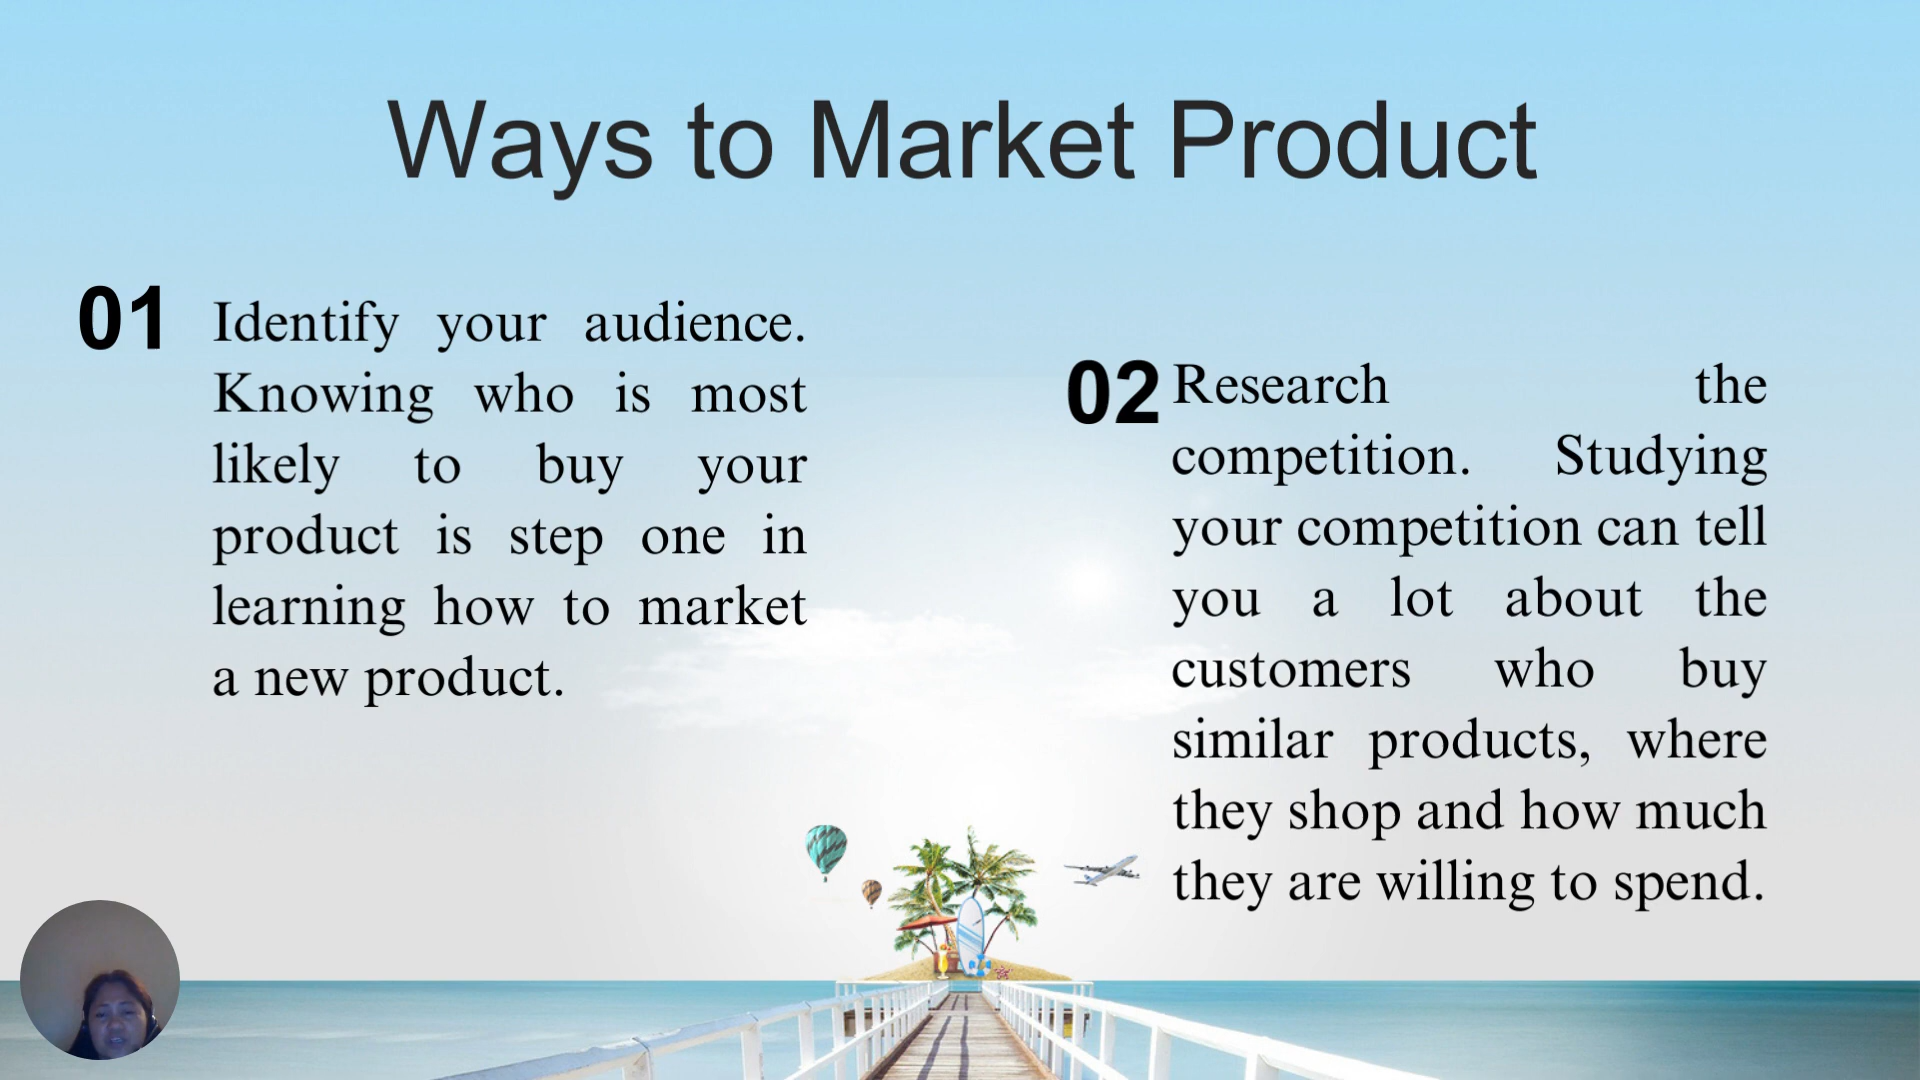 Ways to Market Product
01
Identify your audience.
Knowing who is most
likely to buy your
product is step one in
learning how to market
a new product.
02
Research the
competition. Studying
your competition can tell
you a lot about the
customers who buy
similar products, where
they shop and how much
they are willing to spend.